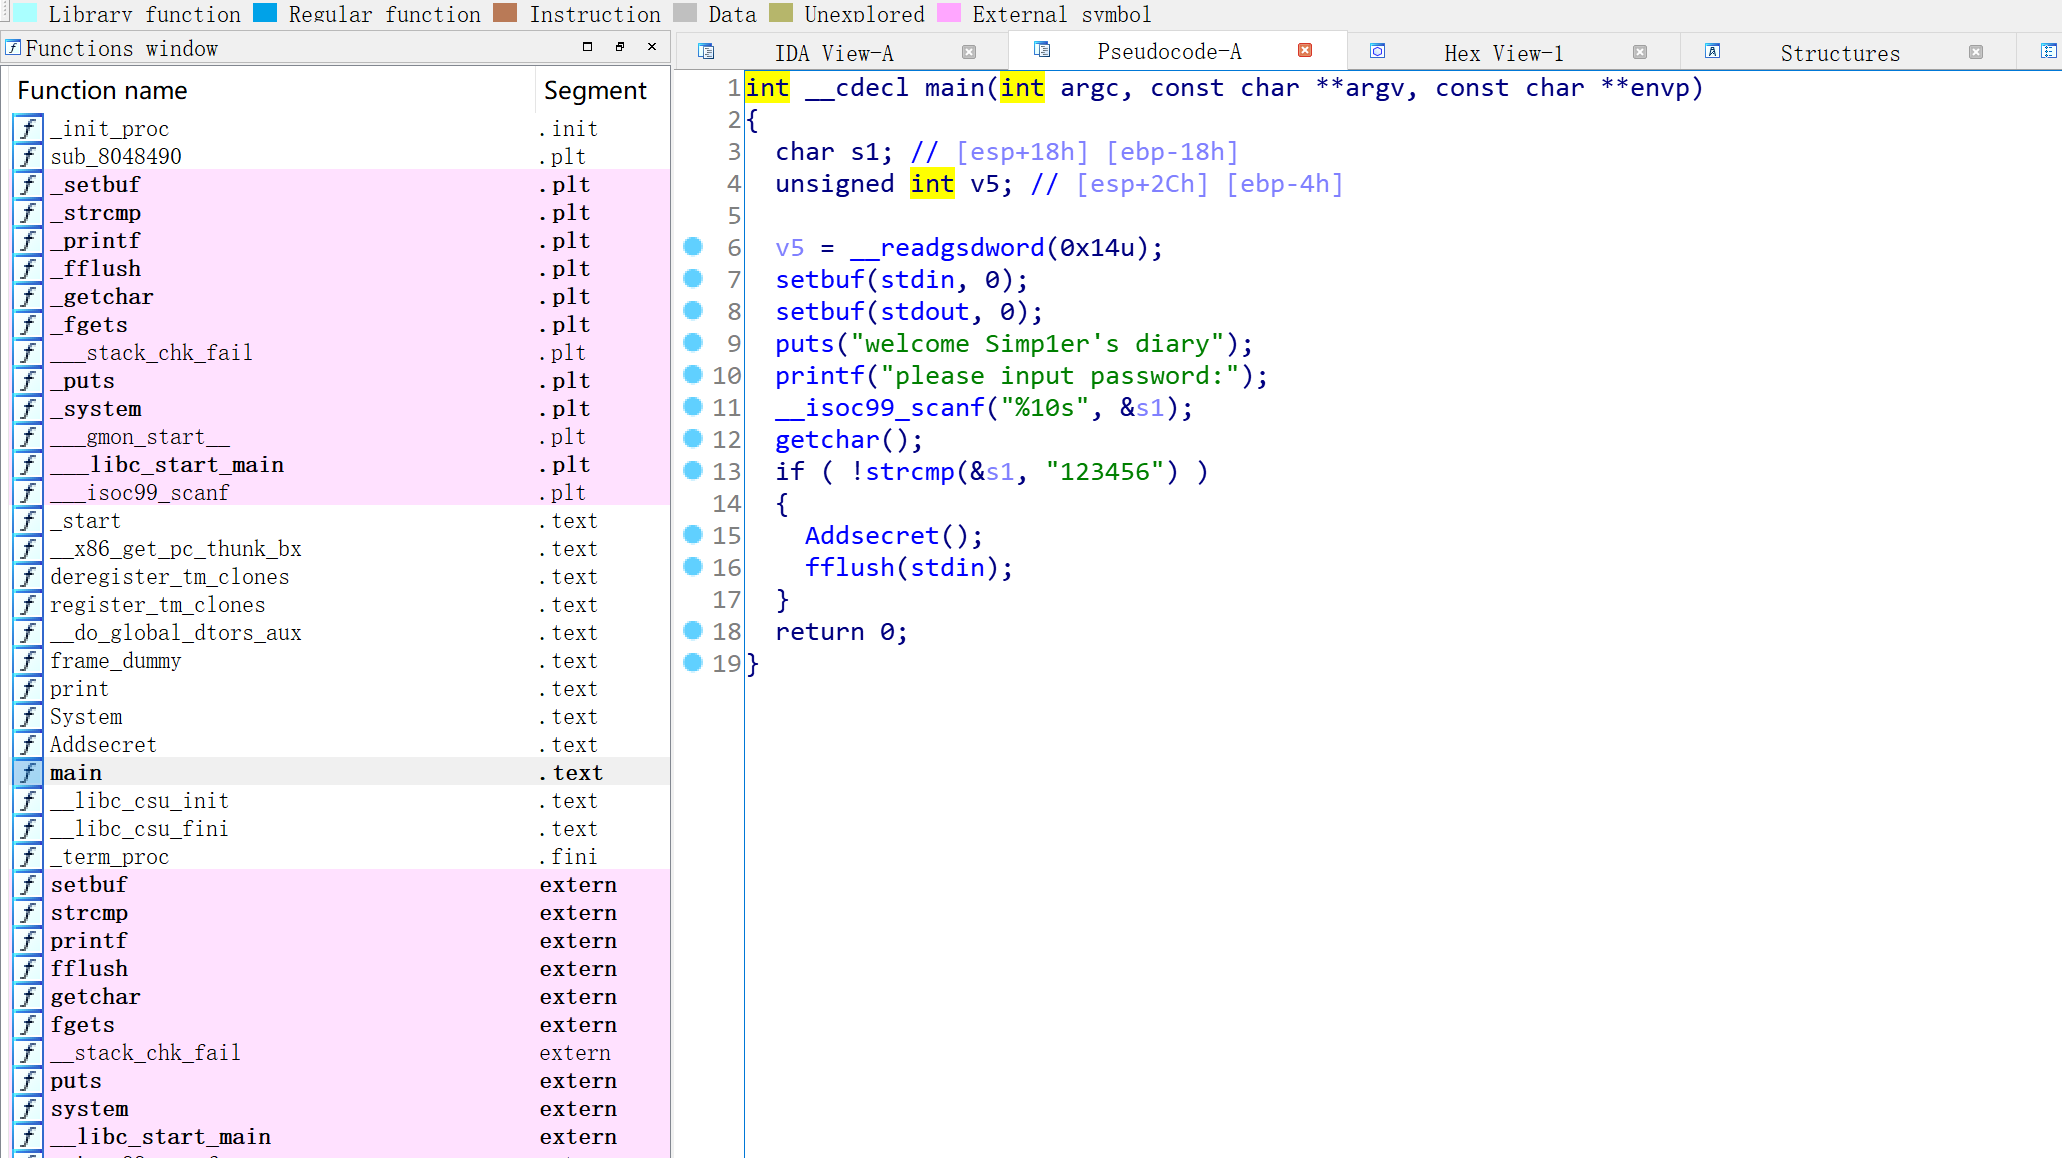 Library function Regular function Instruction Data Unexplored External symbol
Functions window
IDA View-A Pseudocode-A Hex View-1 Structures
Function name Segment
_init_proc .init
sub_8048490 .plt
_setbuf .plt
_strcmp .plt
_printf .plt
_fflush .plt
_getchar .plt
_fgets .plt
___stack_chk_fail .plt
_puts .plt
_system .plt
___gmon_start__ .plt
___libc_start_main .plt
___isoc99_scanf .plt
_start .text
__x86_get_pc_thunk_bx .text
deregister_tm_clones .text
register_tm_clones .text
__do_global_dtors_aux .text
frame_dummy .text
print .text
System .text
Addsecret .text
main .text
__libc_csu_init .text
__libc_csu_fini .text
_term_proc .fini
setbuf extern
strcmp extern
printf extern
fflush extern
getchar extern
fgets extern
__stack_chk_fail extern
puts extern
system extern
__libc_start_main extern
1 int __cdecl main(int argc, const char **argv, const char **envp)
2 {
3 char s1; // [esp+18h] [ebp-18h]
4 unsigned int v5; // [esp+2Ch] [ebp-4h]
5
6 v5 = __readgsdword(0x14u);
7 setbuf(stdin, 0);
8 setbuf(stdout, 0);
9 puts("welcome Simp1er's diary");
10 printf("please input password:");
11 __isoc99_scanf("%10s", &s1);
12 getchar();
13 if ( !strcmp(&s1, "123456") )
14 {
15 Addsecret();
16 fflush(stdin);
17 }
18 return 0;
19 }